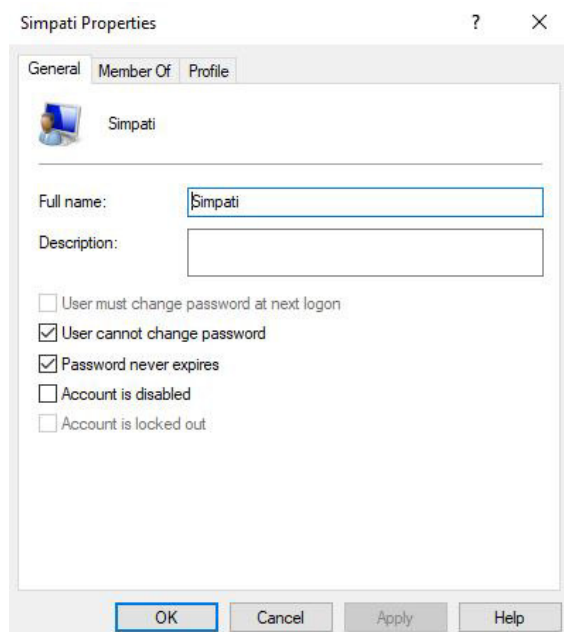 Simpati Properties ? ×
General Member Of Profile
Simpati
Full name: Simpati
Description:
User must change password at next logon
User cannot change password
Password never expires
Account is disabled
Account is locked out
OK Cancel Apply Help